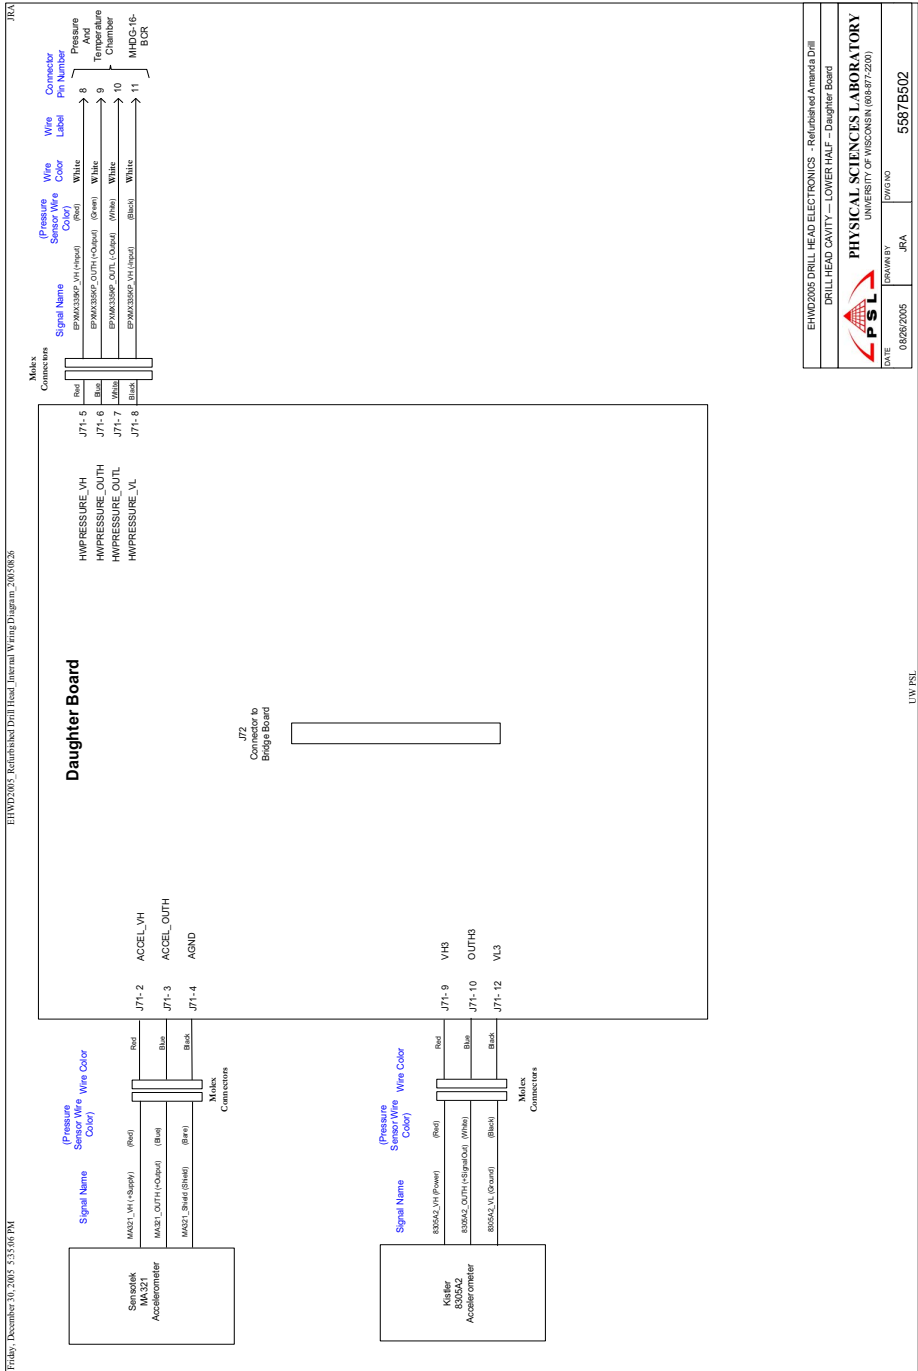 Friday, December 30, 2005 5:35:06 PM
EHWD2005_Refurbished Drill Head_Internal Wiring Diagram_20050826
JRA
Signal Name
(Pressure
Sensor Wire
Color)
Wire Color
Sensotek
MA321
Accelerometer
MA321_VH (+Supply) (Red) Red J71- 2 ACCEL_VH
MA321_OUTH (+Output) (Blue) Blue J71- 3 ACCEL_OUTH
MA321_Shield (Shield) (Bare) Black J71- 4 AGND
Molex
Connectors
Signal Name
(Pressure
Sensor Wire
Color)
Wire Color
Kistler
8305A2
Accelerometer
8305A2_VH (Power) (Red) Red J71- 9 VH3
8305A2_OUTH (+SignalOut) (White) Blue J71- 10 OUTH3
8305A2_VL (Ground) (Black) Black J71- 12 VL3
Molex
Connectors
Daughter Board
J72
Connector to
Bridge Board
Molex
Connectors
Signal Name
(Pressure
Sensor Wire
Color)
Wire
Color
Wire
Label
Connector
Pin Number
HWPRESSURE_VH J71- 5 Red EPXMX335KP_VH (+Input) (Red) White 8
HWPRESSURE_OUTH J71- 6 Blue EPXMX335KP_OUTH (+Output) (Green) White 9
HWPRESSURE_OUTL J71- 7 White EPXMX335KP_OUTL (-Output) (White) White 10
HWPRESSURE_VL J71- 8 Black EPXMX335KP_VH (-Input) (Black) White 11
Pressure
And
Temperature
Chamber
MHDG-16-
BCR
EHWD2005 DRILL HEAD ELECTRONICS - Refurbished Amanda Drill
DRILL HEAD CAVITY — LOWER HALF – Daughter Board
PSL
PHYSICAL SCIENCES LABORATORY
UNIVERSITY OF WISCONSIN (608-877-2200)
DATE
08/26/2005
DRAWN BY
JRA
DWG NO
5587B502
UW PSL